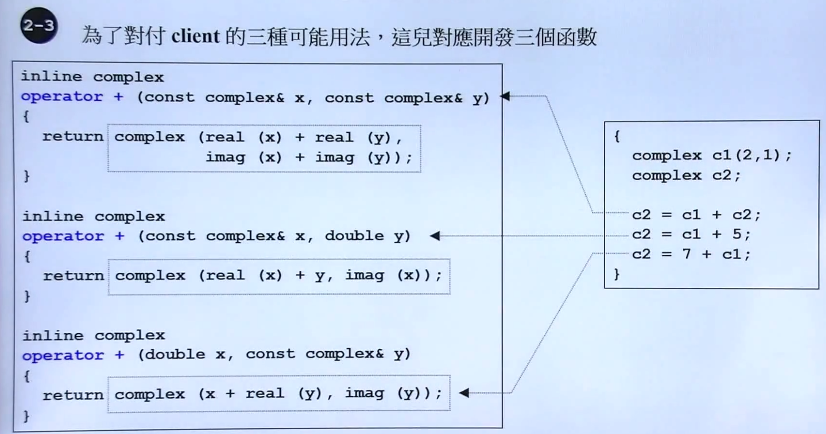 2-3
為了對付 client 的三種可能用法，這兒對應開發三個函數
inline complex
operator + (const complex& x, const complex& y)
{
  return complex (real (x) + real (y),
                  imag (x) + imag (y));
}
inline complex
operator + (const complex& x, double y)
{
  return complex (real (x) + y, imag (x));
}
inline complex
operator + (double x, const complex& y)
{
  return complex (x + real (y), imag (y));
}
{
  complex c1(2,1);
  complex c2;
  c2 = c1 + c2;
  c2 = c1 + 5;
  c2 = 7 + c1;
}